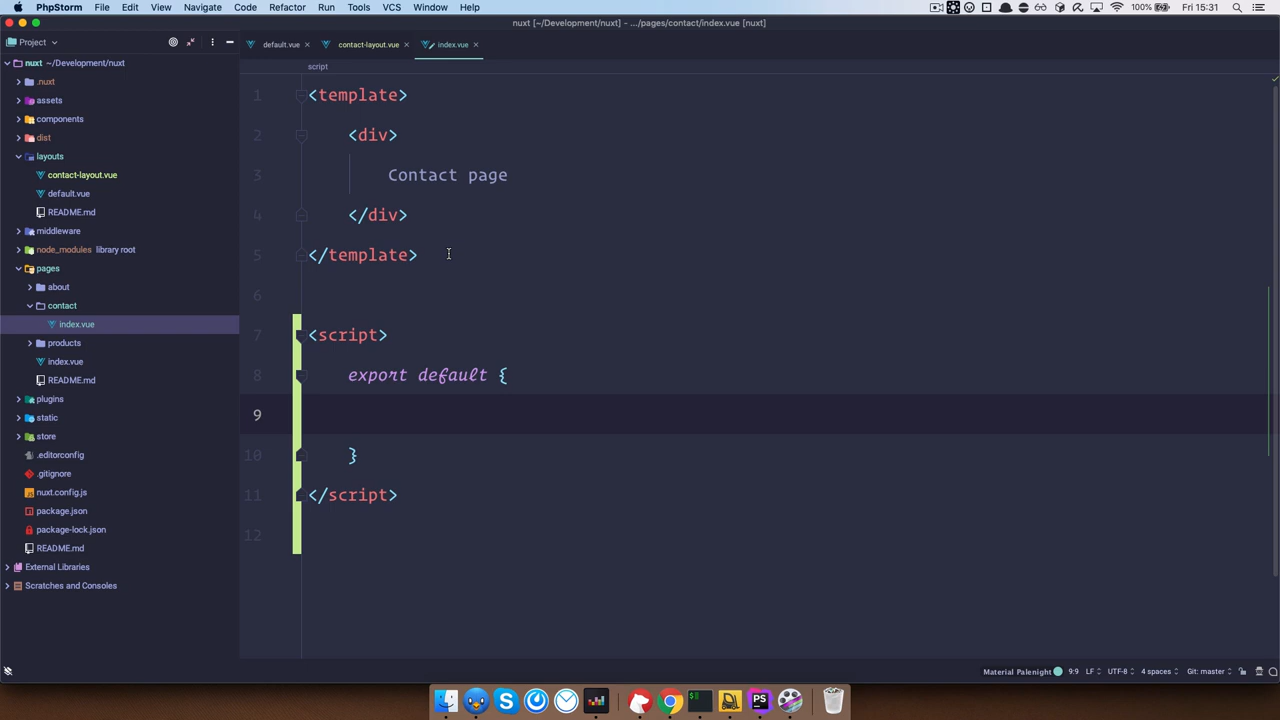 PhpStorm File Edit View Navigate Code Refactor Run Tools VCS Window Help 100% Fri 15:31
nuxt [~/Development/nuxt] - .../pages/contact/index.vue [nuxt]
Project
default.vue contact-layout.vue index.vue
script
nuxt ~/Development/nuxt
.nuxt
assets
components
dist
layouts
contact-layout.vue
default.vue
README.md
middleware
node_modules library root
pages
about
contact
index.vue
products
index.vue
README.md
plugins
static
store
.editorconfig
.gitignore
nuxt.config.js
package.json
package-lock.json
README.md
External Libraries
Scratches and Consoles
1 <template>
2 <div>
3 Contact page
4 </div>
5 </template>
6
7 <script>
8 export default {
9
10 }
11 </script>
12
Material Palenight 9:9 LF UTF-8 4 spaces Git: master
PS